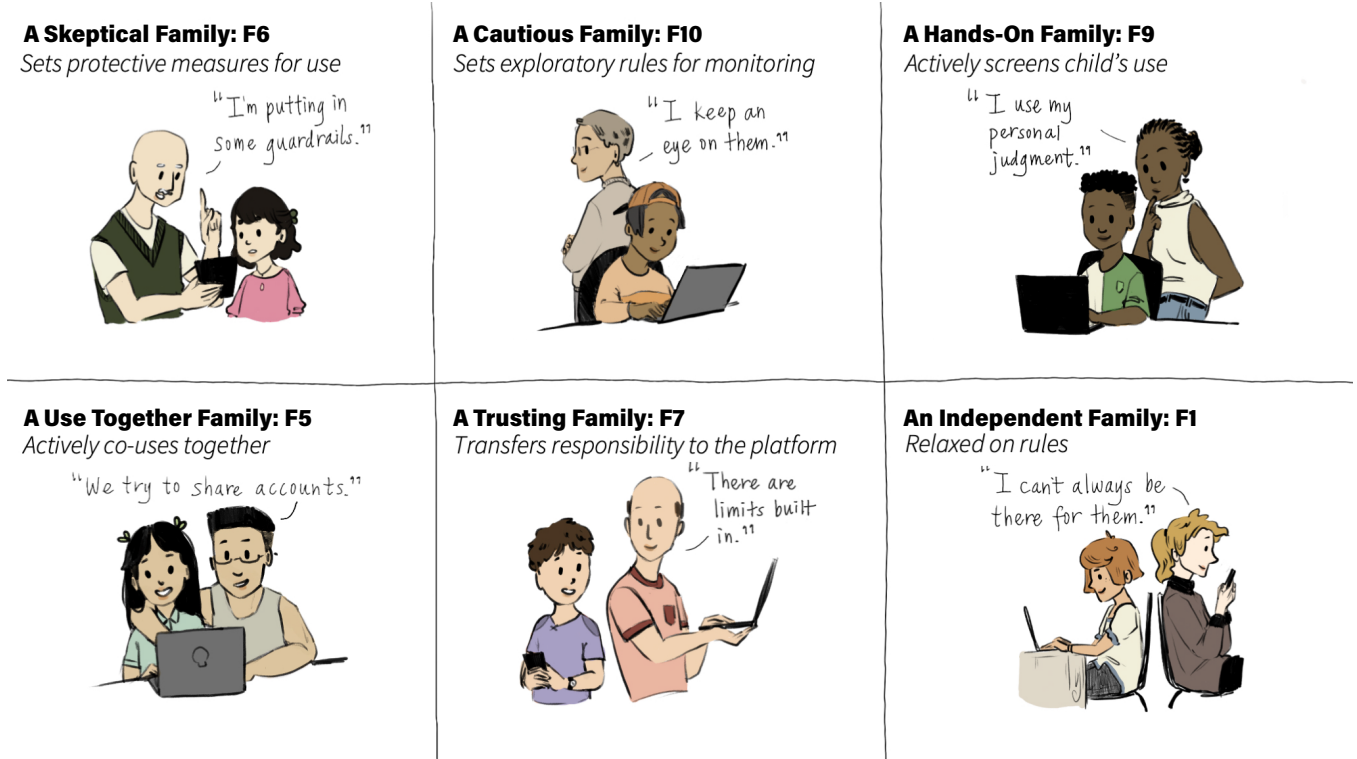 A Skeptical Family: F6
Sets protective measures for use
"I'm putting in
some guardrails."
A Cautious Family: F10
Sets exploratory rules for monitoring
"I keep an
eye on them."
A Hands-On Family: F9
Actively screens child's use
"I use my
personal
judgment."
A Use Together Family: F5
Actively co-uses together
"We try to share accounts."
A Trusting Family: F7
Transfers responsibility to the platform
"There are
limits built
in."
An Independent Family: F1
Relaxed on rules
"I can't always be
there for them."